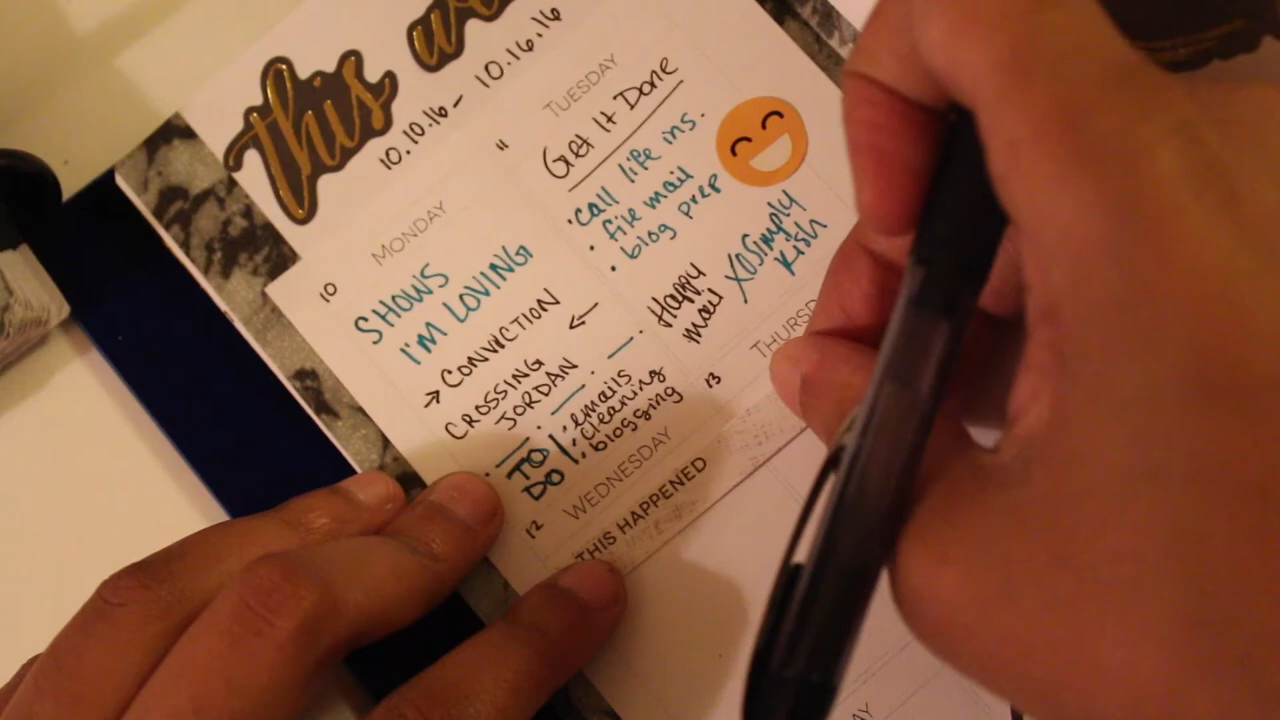 this
10.10.16 - 10.16.16
MONDAY
10
SHOWS
I'M LOVING!
→ CONVICTION ←
CROSSING
JORDAN
TO
DO
• emails
• cleaning
• blogging
TUESDAY
11
Get It Done
• call life ins.
• file mail
• blog prep
• Happy
mail
XOSimply
Kish
WEDNESDAY
12
THIS HAPPENED
13